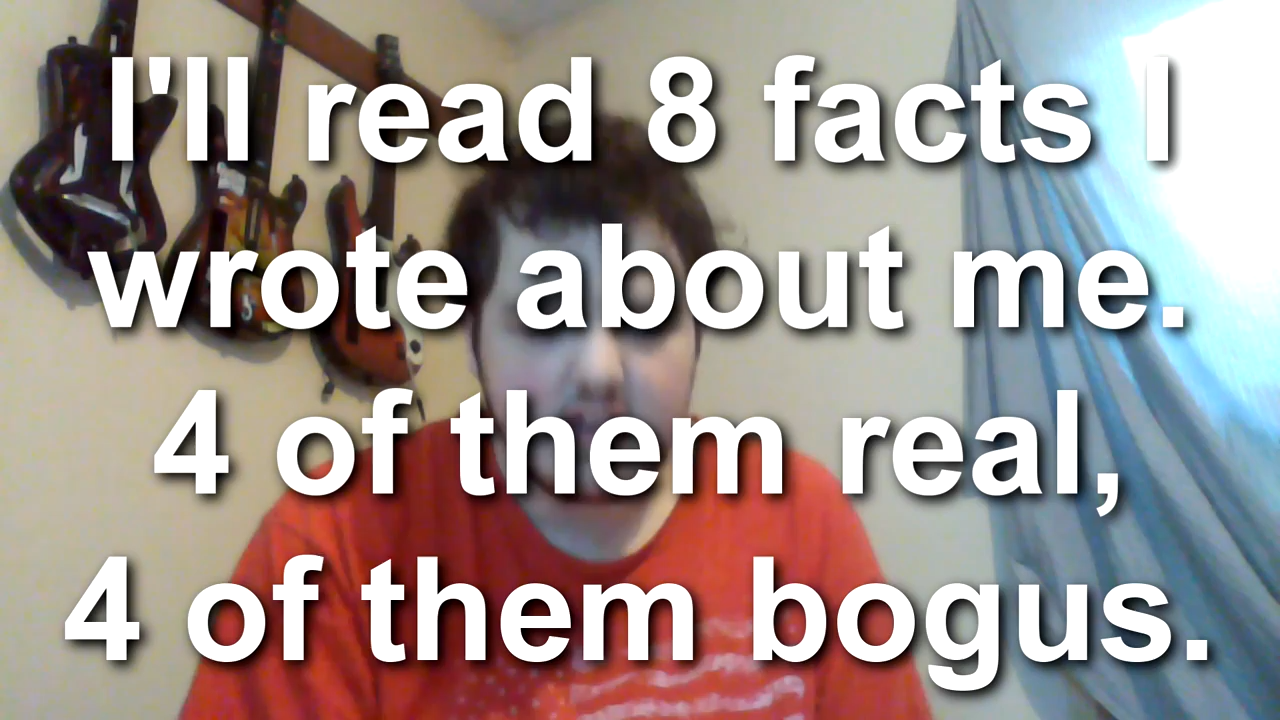 I'll read 8 facts I
wrote about me.
4 of them real,
4 of them bogus.